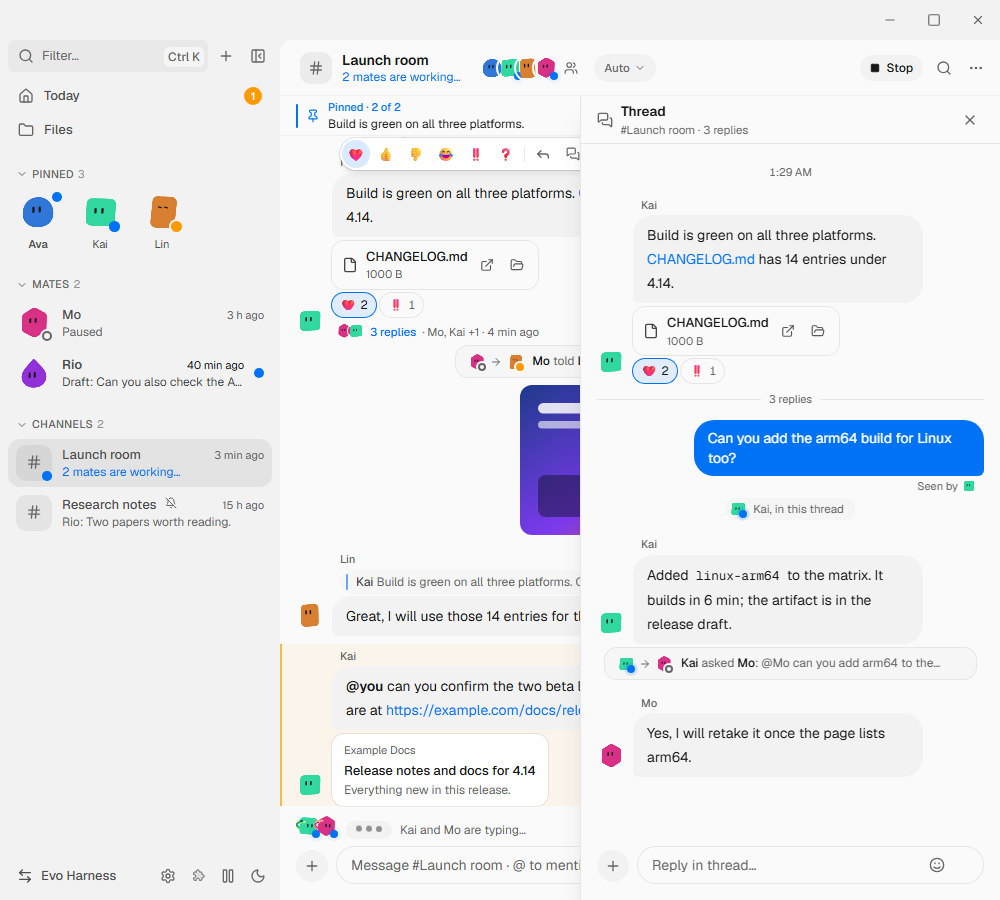 Filter...
Ctrl K
Today
1
Files
PINNED 3
Ava
Kai
Lin
MATES 2
Mo
3 h ago
Paused
Rio
40 min ago
Draft: Can you also check the A...
CHANNELS 2
Launch room
3 min ago
2 mates are working...
Research notes
15 h ago
Rio: Two papers worth reading.
Evo Harness
Launch room
2 mates are working...
Auto
Stop
Pinned · 2 of 2
Build is green on all three platforms.
Build is green on all three platforms.
4.14.
CHANGELOG.md
1000 B
2
1
3 replies · Mo, Kai +1 · 4 min ago
Mo told
Lin
Kai Build is green on all three platforms.
Great, I will use those 14 entries for
Kai
@you can you confirm the two beta
are at https://example.com/docs/rel
Example Docs
Release notes and docs for 4.14
Everything new in this release.
Kai and Mo are typing...
Message #Launch room · @ to menti
Thread
#Launch room · 3 replies
1:29 AM
Kai
Build is green on all three platforms.
CHANGELOG.md has 14 entries under
4.14.
CHANGELOG.md
1000 B
2
1
3 replies
Can you add the arm64 build for Linux
too?
Seen by
Kai, in this thread
Kai
Added linux-arm64 to the matrix. It
builds in 6 min; the artifact is in the
release draft.
Kai asked Mo: @Mo can you add arm64 to the...
Mo
Yes, I will retake it once the page lists
arm64.
Reply in thread...